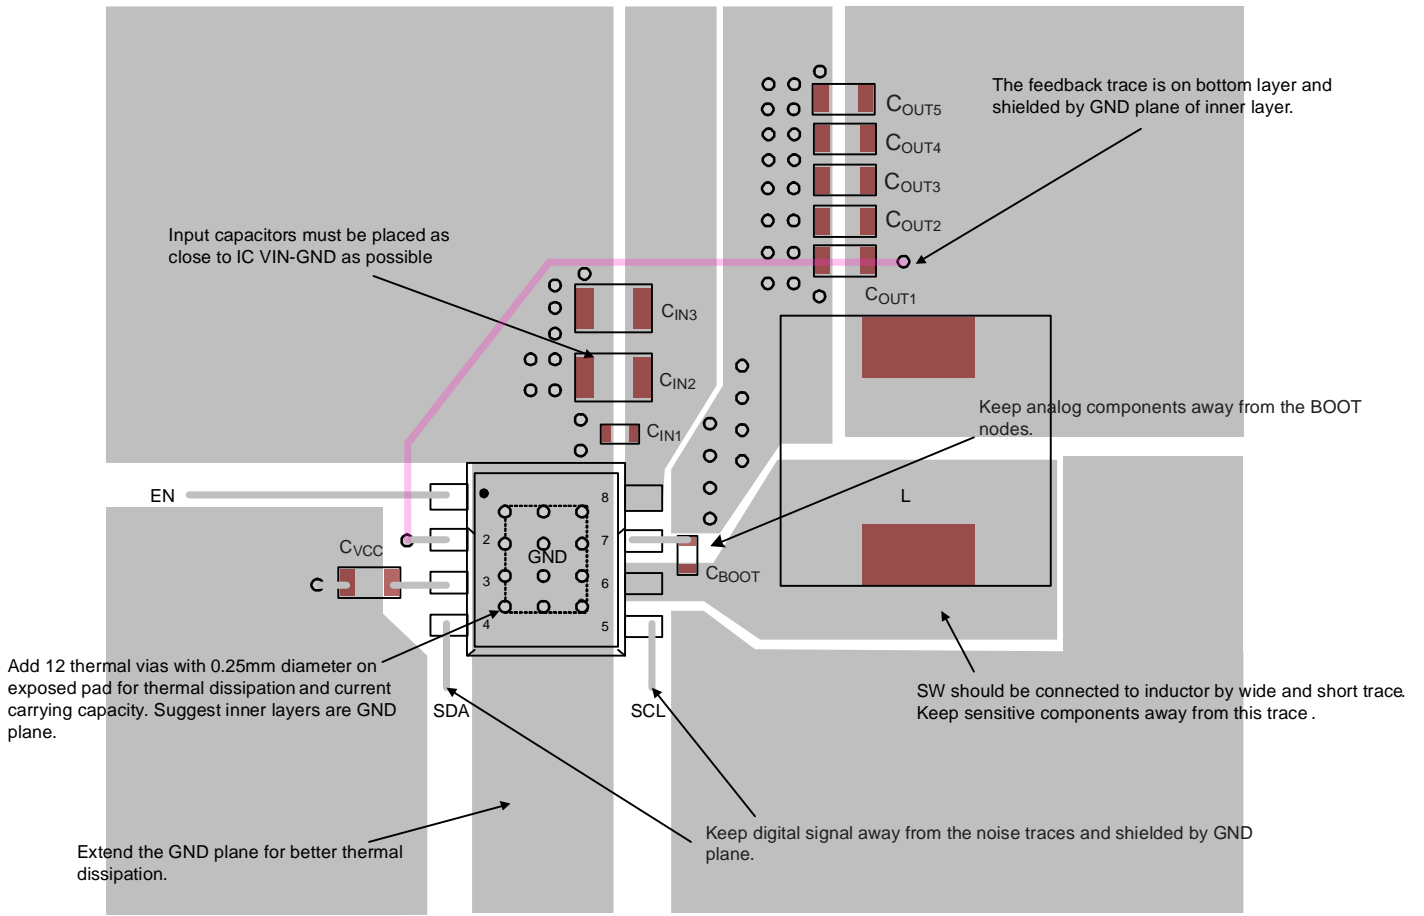 The feedback trace is on bottom layer and
shielded by GND plane of inner layer.
COUT5
COUT4
COUT3
COUT2
COUT1
Input capacitors must be placed as
close to IC VIN-GND as possible
CIN3
CIN2
CIN1
Keep analog components away from the BOOT
nodes.
EN
8
L
2
GND
7
CVCC
CBOOT
3
6
4
5
Add 12 thermal vias with 0.25mm diameter on
exposed pad for thermal dissipation and current
carrying capacity. Suggest inner layers are GND
plane.
SDA
SCL
SW should be connected to inductor by wide and short trace.
Keep sensitive components away from this trace .
Keep digital signal away from the noise traces and shielded by GND
plane.
Extend the GND plane for better thermal
dissipation.